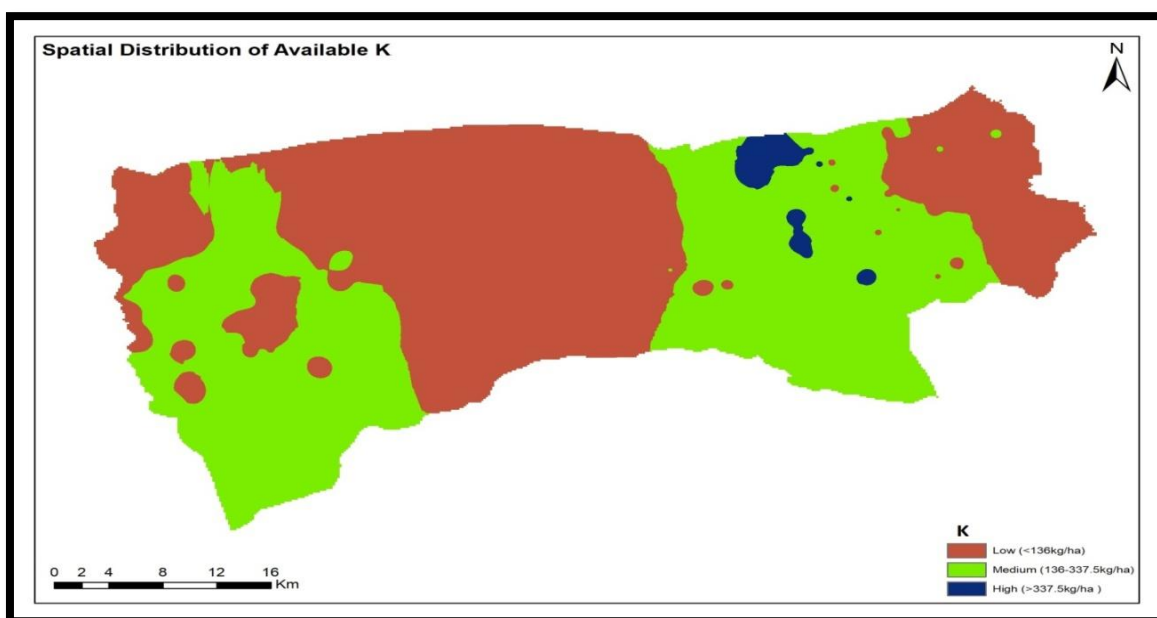 Spatial Distribution of Available K
N
K
Low (<136kg/ha)
Medium (136-337.5kg/ha)
High (>337.5kg/ha )
0 2 4 8 12 16
Km